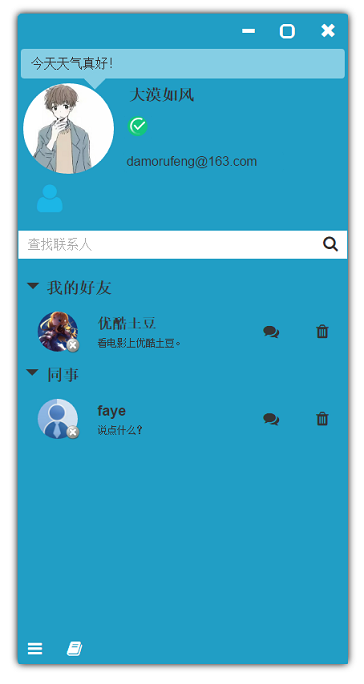 今天天气真好!
大漠如风
damorufeng@163.com
查找联系人
我的好友
优酷土豆
看电影上优酷土豆。
同事
faye
说点什么?